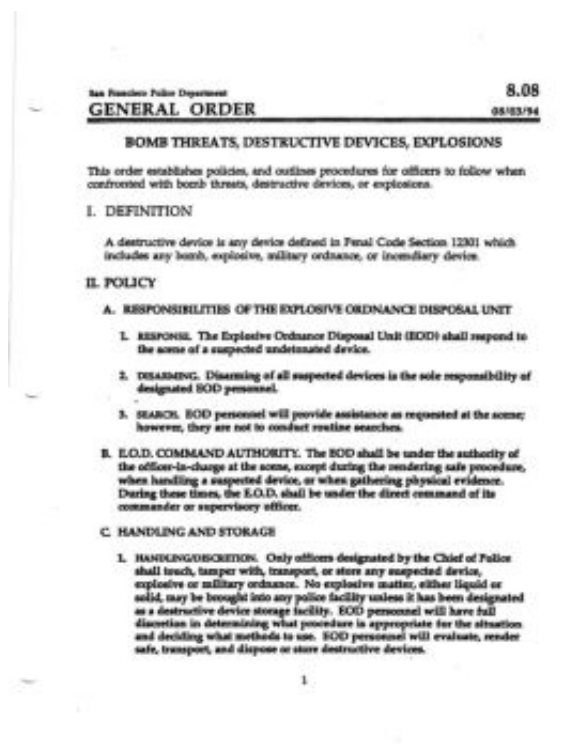 San Francisco Police Department
GENERAL ORDER
8.08
08/03/94
BOMB THREATS, DESTRUCTIVE DEVICES, EXPLOSIONS
This order establishes policies, and outlines procedures for officers to follow when
confronted with bomb threats, destructive devices, or explosions.
I. DEFINITION
A destructive device is any device defined in Penal Code Section 12301 which
includes any bomb, explosive, military ordnance, or incendiary device.
II. POLICY
A. RESPONSIBILITIES OF THE EXPLOSIVE ORDNANCE DISPOSAL UNIT
1. RESPONSE. The Explosive Ordnance Disposal Unit (EOD) shall respond to
the scene of a suspected undetonated device.
2. DISARMING. Disarming of all suspected devices is the sole responsibility of
designated EOD personnel.
3. SEARCH. EOD personnel will provide assistance as requested at the scene;
however, they are not to conduct routine searches.
B. E.O.D. COMMAND AUTHORITY. The EOD shall be under the authority of
the officer-in-charge at the scene, except during the rendering safe procedure,
when handling a suspected device, or when gathering physical evidence.
During these times, the E.O.D. shall be under the direct command of its
commander or supervisory officer.
C. HANDLING AND STORAGE
1. HANDLING/DISCRETION. Only officers designated by the Chief of Police
shall touch, tamper with, transport, or store any suspected device,
explosive or military ordnance. No explosive matter, either liquid or
solid, may be brought into any police facility unless it has been designated
as a destructive device storage facility. EOD personnel will have full
discretion in determining what procedure is appropriate for the situation
and deciding what methods to use. EOD personnel will evaluate, render
safe, transport, and dispose or store destructive devices.
1